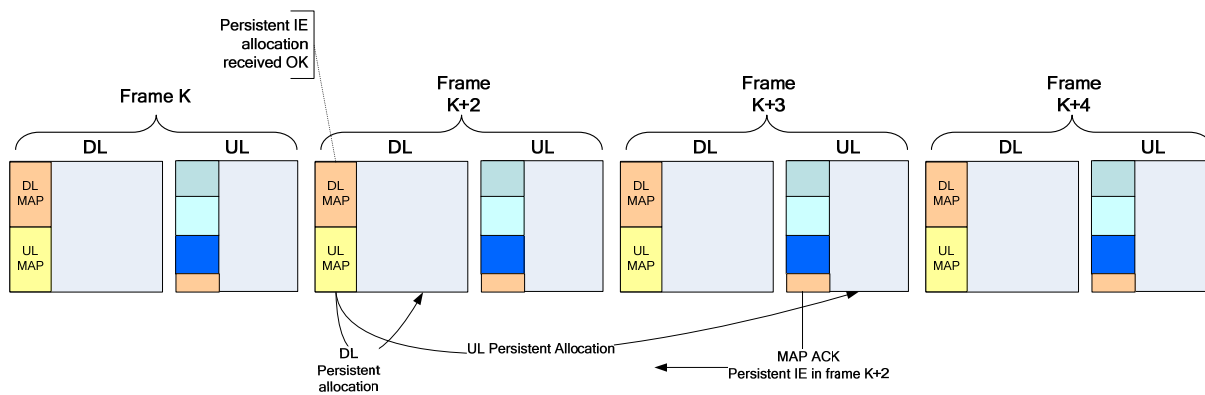 Persistent IE
allocation
received OK
Frame K
Frame
K+2
Frame
K+3
Frame
K+4
DL
UL
DL
UL
DL
UL
DL
UL
DL
MAP
UL
MAP
DL
MAP
UL
MAP
DL
MAP
UL
MAP
DL
MAP
UL
MAP
DL
Persistent
allocation
UL Persistent Allocation
MAP ACK
Persistent IE in frame K+2